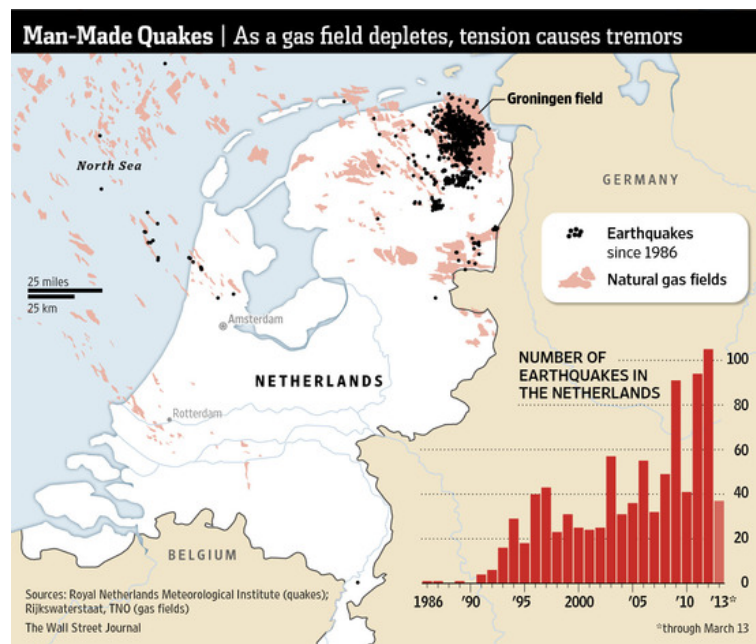 Man-Made Quakes | As a gas field depletes, tension causes tremors
Groningen field
North Sea
GERMANY
Earthquakes
since 1986
Natural gas fields
25 miles
25 km
Amsterdam
NETHERLANDS
Rotterdam
BELGIUM
NUMBER OF
EARTHQUAKES IN
THE NETHERLANDS
100
80
60
40
20
0
1986 '90 '95 2000 '05 '10 '13*
*through March 13
Sources: Royal Netherlands Meteorological Institute (quakes);
Rijkswaterstaat, TNO (gas fields)
The Wall Street Journal